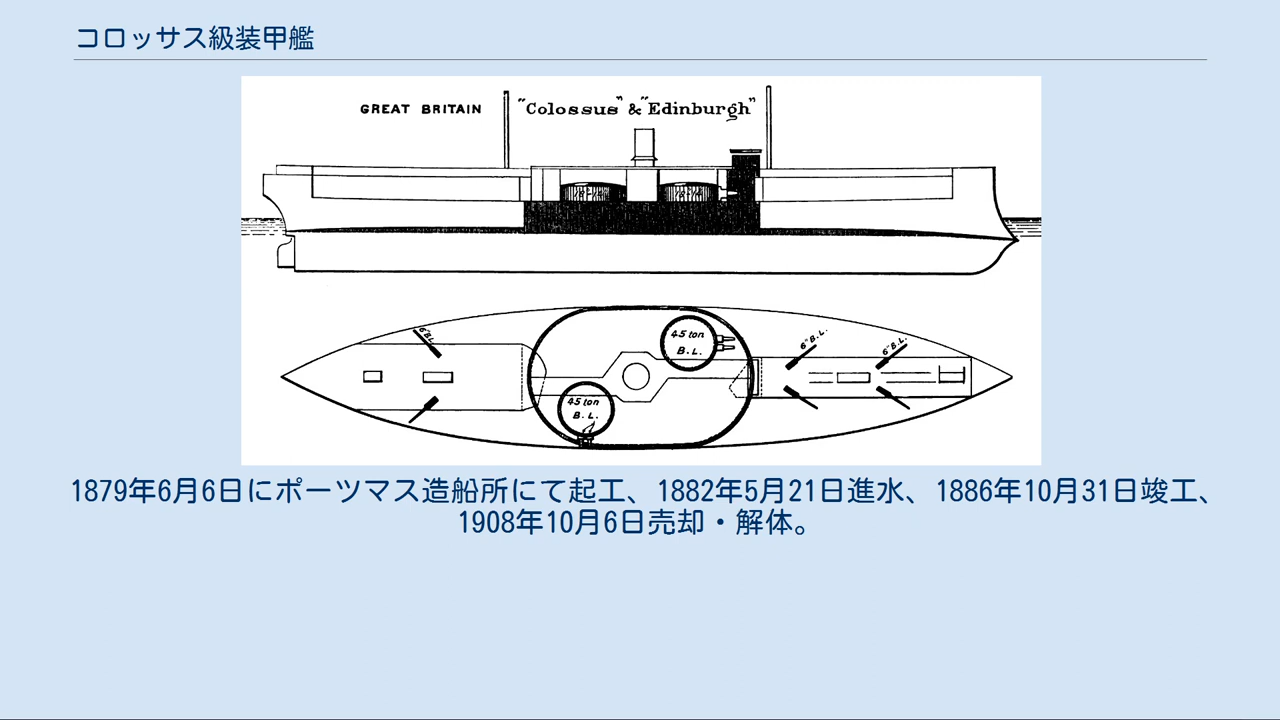 コロッサス級装甲艦
GREAT BRITAIN "Colossus" & "Edinburgh"
6" B.L.
45 ton
B.L.
6" B.L.
6" B.L.
45 ton
B.L.
1879年6月6日にポーツマス造船所にて起工、1882年5月21日進水、1886年10月31日竣工、
1908年10月6日売却・解体。